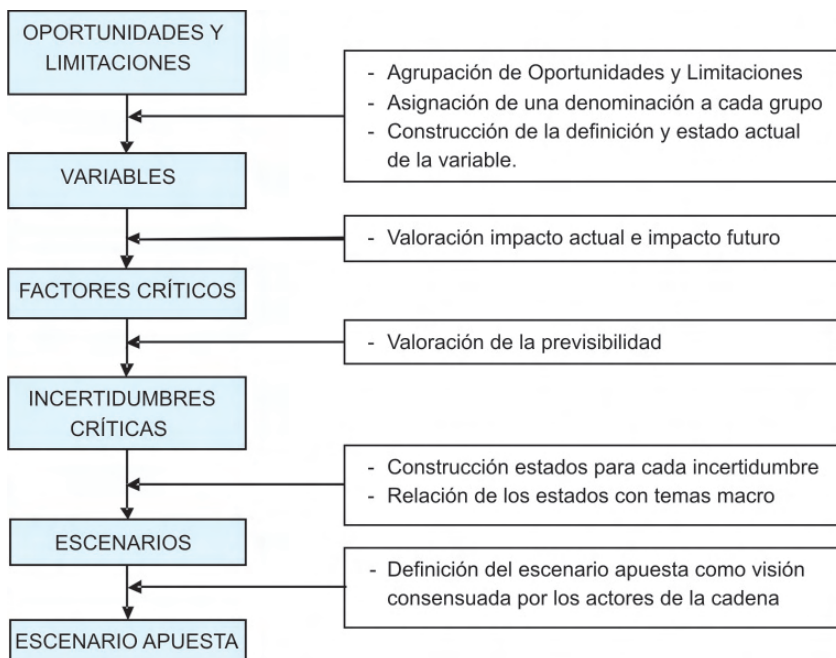 OPORTUNIDADES Y
LIMITACIONES
- Agrupación de Oportunidades y Limitaciones
- Asignación de una denominación a cada grupo
- Construcción de la definición y estado actual
de la variable.
VARIABLES
- Valoración impacto actual e impacto futuro
FACTORES CRÍTICOS
- Valoración de la previsibilidad
INCERTIDUMBRES
CRÍTICAS
- Construcción estados para cada incertidumbre
- Relación de los estados con temas macro
ESCENARIOS
- Definición del escenario apuesta como visión
consensuada por los actores de la cadena
ESCENARIO APUESTA